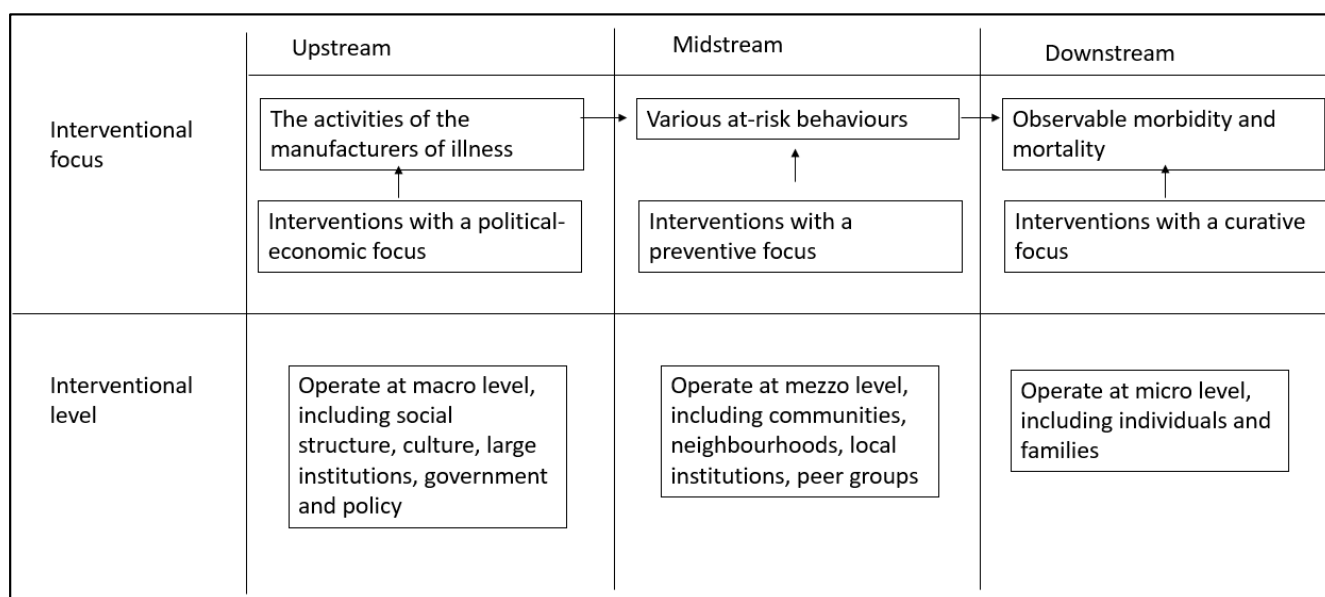 Upstream
Midstream
Downstream
Interventional
focus
The activities of the
manufacturers of illness
Various at-risk behaviours
Observable morbidity and
mortality
Interventions with a political-
economic focus
Interventions with a
preventive focus
Interventions with a curative
focus
Interventional
level
Operate at macro level,
including social
structure, culture, large
institutions, government
and policy
Operate at mezzo level,
including communities,
neighbourhoods, local
institutions, peer groups
Operate at micro level,
including individuals and
families